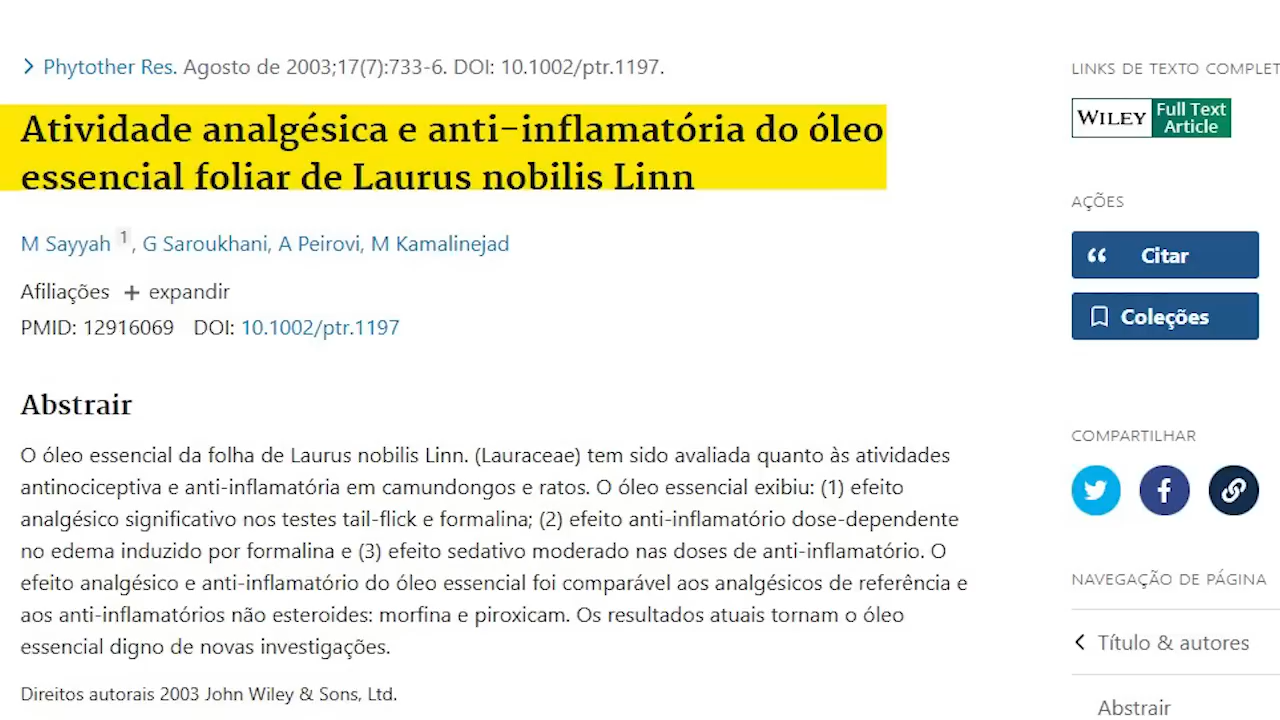 Phytother Res. Agosto de 2003;17(7):733-6. DOI: 10.1002/ptr.1197.
Atividade analgésica e anti-inflamatória do óleo
essencial foliar de Laurus nobilis Linn
M Sayyah 1, G Saroukhani, A Peirovi, M Kamalinejad
Afiliações + expandir
PMID: 12916069 DOI: 10.1002/ptr.1197
Abstrair
O óleo essencial da folha de Laurus nobilis Linn. (Lauraceae) tem sido avaliada quanto às atividades
antinociceptiva e anti-inflamatória em camundongos e ratos. O óleo essencial exibiu: (1) efeito
analgésico significativo nos testes tail-flick e formalina; (2) efeito anti-inflamatório dose-dependente
no edema induzido por formalina e (3) efeito sedativo moderado nas doses de anti-inflamatório. O
efeito analgésico e anti-inflamatório do óleo essencial foi comparável aos analgésicos de referência e
aos anti-inflamatórios não esteroides: morfina e piroxicam. Os resultados atuais tornam o óleo
essencial digno de novas investigações.
Direitos autorais 2003 John Wiley & Sons, Ltd.
LINKS DE TEXTO COMPLET
WILEY Full Text
Article
AÇÕES
Citar
Coleções
COMPARTILHAR
NAVEGAÇÃO DE PÁGINA
Título & autores
Abstrair